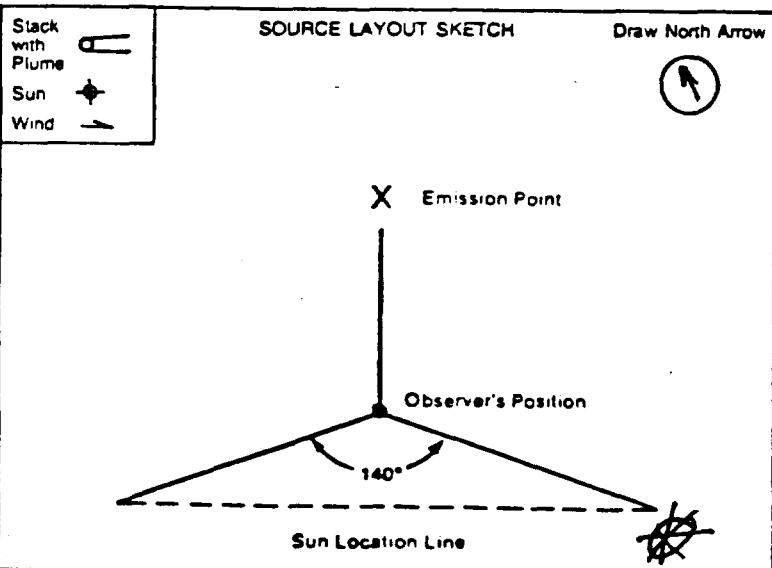 Stack
with
Plume
Sun
Wind
SOURCE LAYOUT SKETCH
Draw North Arrow
X Emission Point
Observer's Position
140°
Sun Location Line